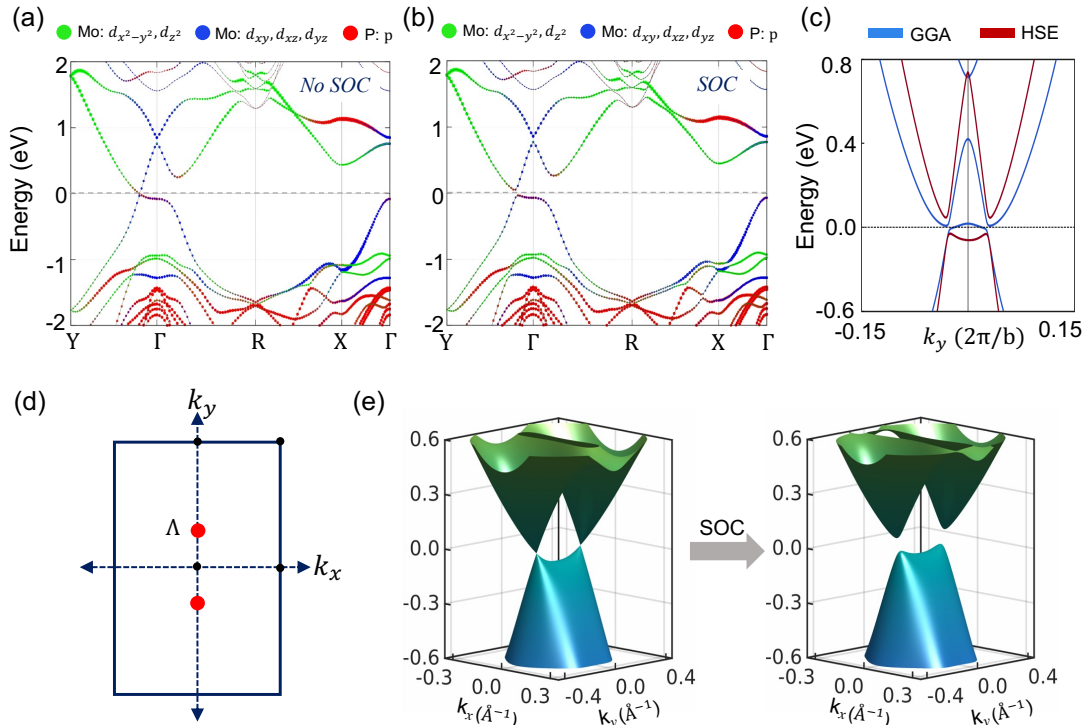 (a)
Mo: d_{x²−y²}, d_{z²} Mo: d_{xy}, d_{xz}, d_{yz} P: p
No SOC
Energy (eV)
2
1
0
-1
-2
Y Γ R X Γ
(b)
Mo: d_{x²−y²}, d_{z²} Mo: d_{xy}, d_{xz}, d_{yz} P: p
SOC
2
1
0
-1
-2
Y Γ R X Γ
(c)
GGA HSE
Energy (eV)
0.8
0.4
0.0
-0.6
-0.15 k_y (2π/b) 0.15
(d)
k_y
Λ
k_x
(e)
0.6
0.3
0.0
-0.3
-0.6
-0.3 0.0 0.3 -0.4 0.0 0.4
k_x(Å⁻¹) k_y(Å⁻¹)
SOC
0.6
0.3
0.0
-0.3
-0.6
-0.3 0.0 0.3 -0.4 0.0 0.4
k_x(Å⁻¹) k_y(Å⁻¹)